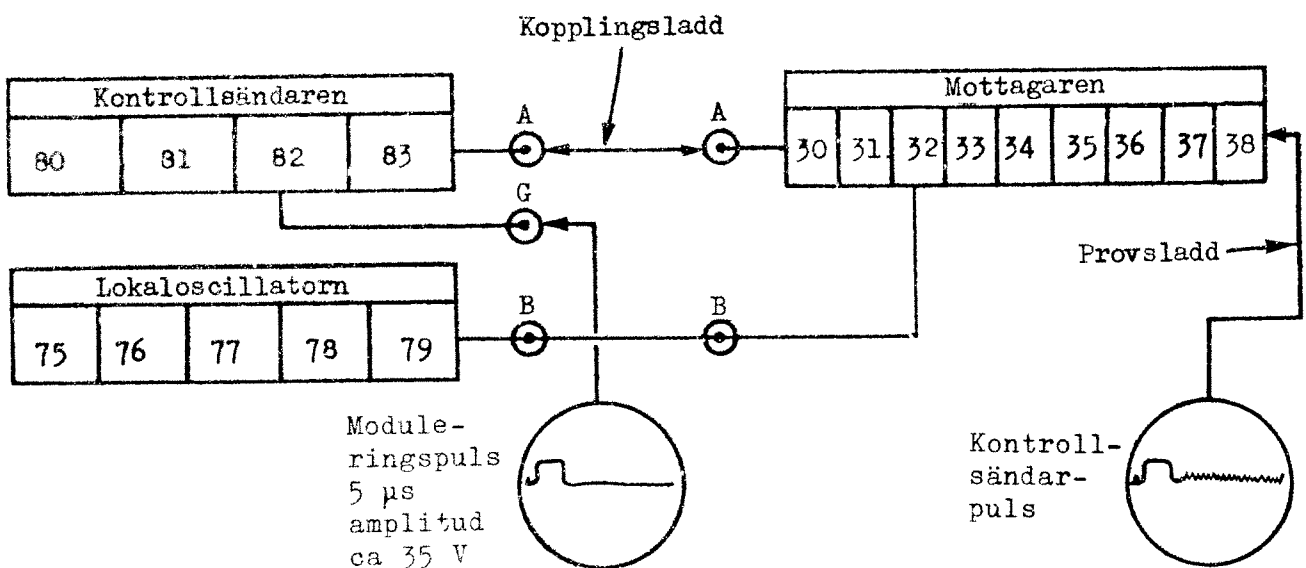 Kopplingsladd
Kontrollsändaren
80 81 82 83
A
A
Mottagaren
30 31 32 33 34 35 36 37 38
G
Provsladd
Lokaloscillatorn
75 76 77 78 79
B
B
Module-
ringspuls
5 µs
amplitud
ca 35 V
Kontroll-
sändar-
puls